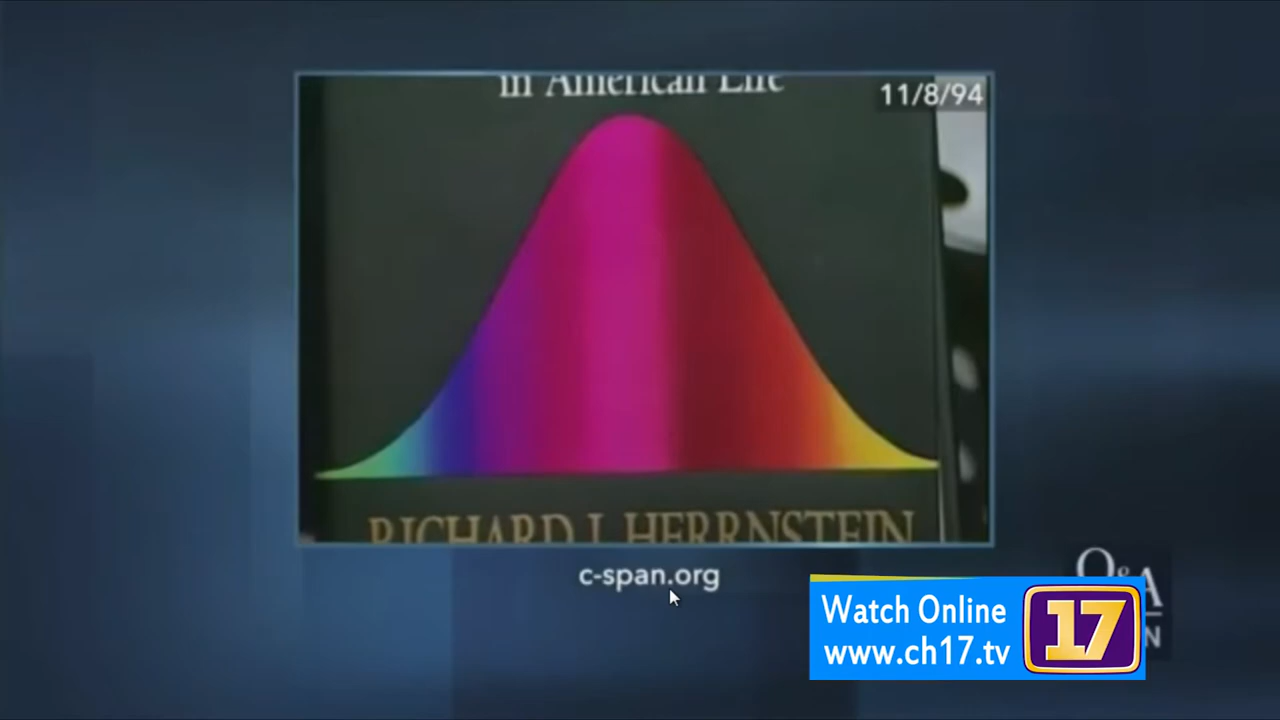 in American Life
11/8/94
RICHARD J. HERRNSTEIN
c-span.org
Q&A
N
Watch Online
www.ch17.tv
17